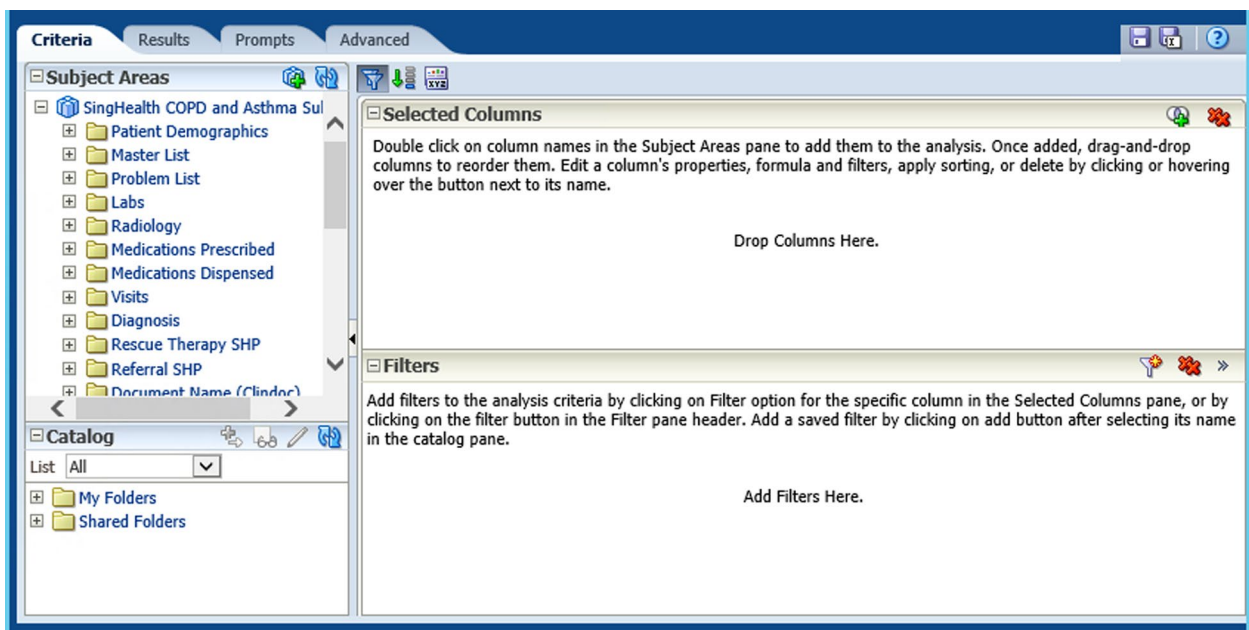 Criteria Results Prompts Advanced
Subject Areas
SingHealth COPD and Asthma Sul
Patient Demographics
Master List
Problem List
Labs
Radiology
Medications Prescribed
Medications Dispensed
Visits
Diagnosis
Rescue Therapy SHP
Referral SHP
Document Name (Clindoc)
Catalog
List All
My Folders
Shared Folders
Selected Columns
Double click on column names in the Subject Areas pane to add them to the analysis. Once added, drag-and-drop
columns to reorder them. Edit a column's properties, formula and filters, apply sorting, or delete by clicking or hovering
over the button next to its name.
Drop Columns Here.
Filters
Add filters to the analysis criteria by clicking on Filter option for the specific column in the Selected Columns pane, or by
clicking on the filter button in the Filter pane header. Add a saved filter by clicking on add button after selecting its name
in the catalog pane.
Add Filters Here.